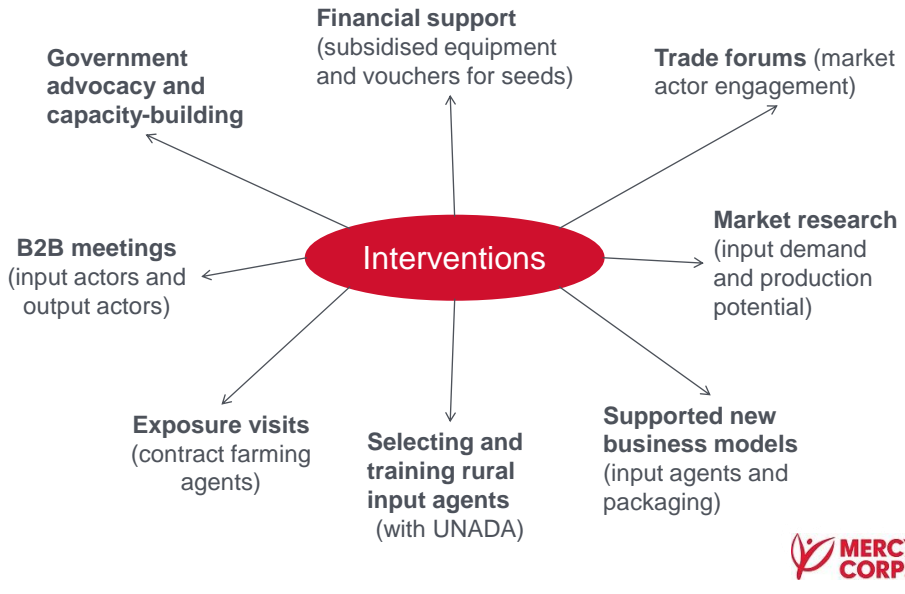 Financial support
(subsidised equipment
and vouchers for seeds)
Government
advocacy and
capacity-building
Trade forums (market
actor engagement)
B2B meetings
(input actors and
output actors)
Interventions
Market research
(input demand
and production
potential)
Exposure visits
(contract farming
agents)
Selecting and
training rural
input agents
(with UNADA)
Supported new
business models
(input agents and
packaging)
MERCY
CORP